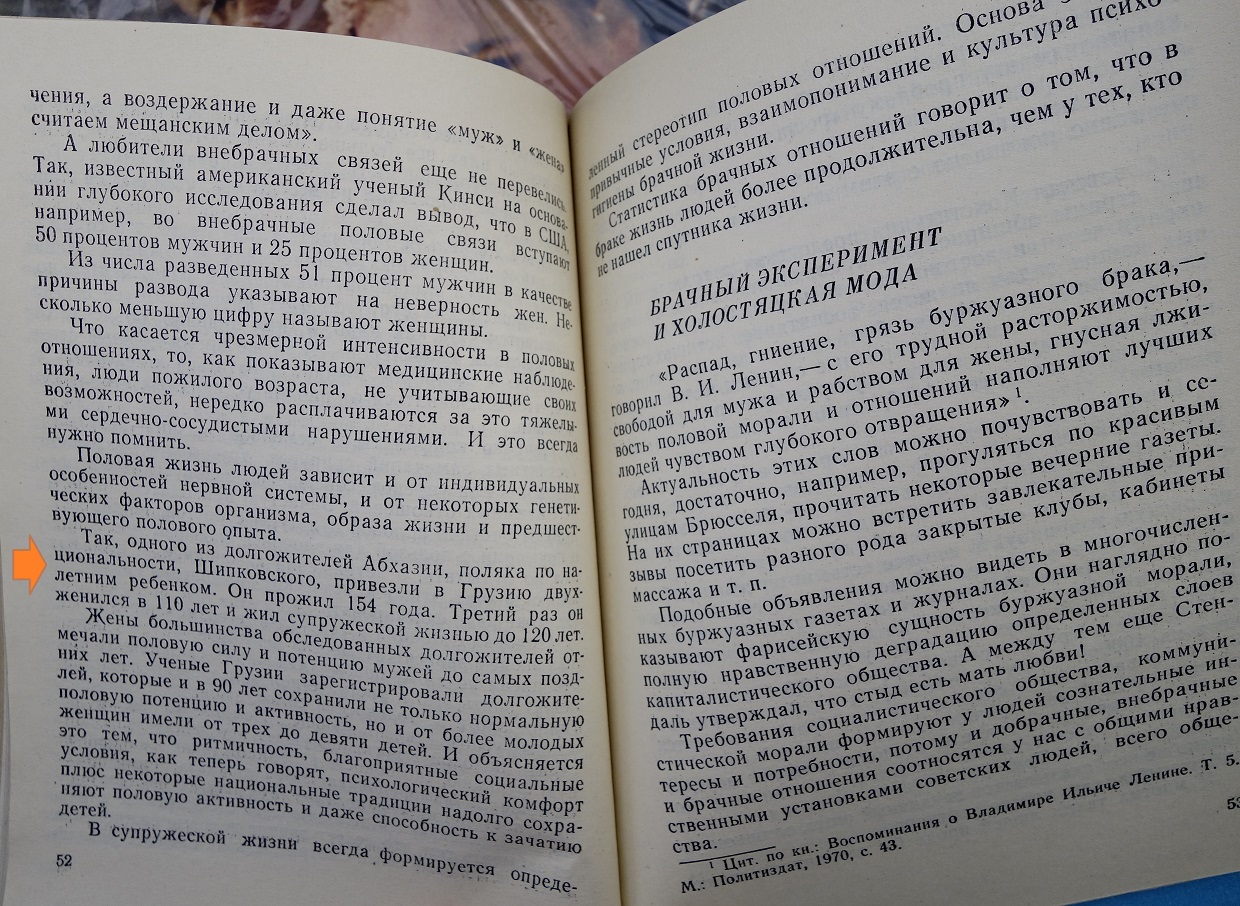 чения, а воздержание и даже понятие «муж» и «жена»
считаем мещанским делом».
А любители внебрачных связей еще не перевелись.
Так, известный американский ученый Кинси на основа-
нии глубокого исследования сделал вывод, что в США,
например, во внебрачные половые связи вступают
50 процентов мужчин и 25 процентов женщин.
Из числа разведенных 51 процент мужчин в качестве
причины развода указывают на неверность жен. Не-
сколько меньшую цифру называют женщины.
Что касается чрезмерной интенсивности в половых
отношениях, то, как показывают медицинские наблюде-
ния, люди пожилого возраста, не учитывающие своих
возможностей, нередко расплачиваются за это тяжелы-
ми сердечно-сосудистыми нарушениями. И это всегда
нужно помнить.
Половая жизнь людей зависит и от индивидуальных
особенностей нервной системы, и от некоторых генети-
ческих факторов организма, образа жизни и предшест-
вующего полового опыта.
Так, одного из долгожителей Абхазии, поляка по на-
циональности, Шипковского, привезли в Грузию двух-
летним ребенком. Он прожил 154 года. Третий раз он
женился в 110 лет и жил супружеской жизнью до 120 лет.
Жены большинства обследованных долгожителей от-
мечали половую силу и потенцию мужей до самых позд-
них лет. Ученые Грузии зарегистрировали долгожите-
лей, которые и в 90 лет сохранили не только нормальную
половую потенцию и активность, но и от более молодых
женщин имели от трех до девяти детей. И объясняется
это тем, что ритмичность, благоприятные социальные
условия, как теперь говорят, психологический комфорт
плюс некоторые национальные традиции надолго сохра-
няют половую активность и даже способность к зачатию
детей.
В супружеской жизни всегда формируется опреде-
52
ленный стереотип половых отношений. Основа
привычные условия, взаимопонимание и культура психо-
гигиены брачной жизни.
Статистика брачных отношений говорит о том, что в
браке жизнь людей более продолжительна, чем у тех, кто
не нашел спутника жизни.
БРАЧНЫЙ ЭКСПЕРИМЕНТ
И ХОЛОСТЯЦКАЯ МОДА
«Распад, гниение, грязь буржуазного брака,—
говорил В. И. Ленин,— с его трудной расторжимостью,
свободой для мужа и рабством для жены, гнусная лжи-
вость половой морали и отношений наполняют лучших
людей чувством глубокого отвращения» ¹.
Актуальность этих слов можно почувствовать и се-
годня, достаточно, например, прогуляться по красивым
улицам Брюсселя, прочитать некоторые вечерние газеты.
На их страницах можно встретить завлекательные при-
зывы посетить разного рода закрытые клубы, кабинеты
массажа и т. п.
Подобные объявления можно видеть в многочислен-
ных буржуазных газетах и журналах. Они наглядно по-
казывают фарисейскую сущность буржуазной морали,
полную нравственную деградацию определенных слоев
капиталистического общества. А между тем еще Стен-
даль утверждал, что стыд есть мать любви!
Требования социалистического общества, коммуни-
стической морали формируют у людей сознательные ин-
тересы и потребности, потому и добрачные, внебрачные
и брачные отношения соотносятся у нас с общими нрав-
ственными установками советских людей, всего обще-
ства.
¹ Цит. по кн.: Воспоминания о Владимире Ильиче Ленине. Т. 5.
М.: Политиздат, 1970, с. 43.
53